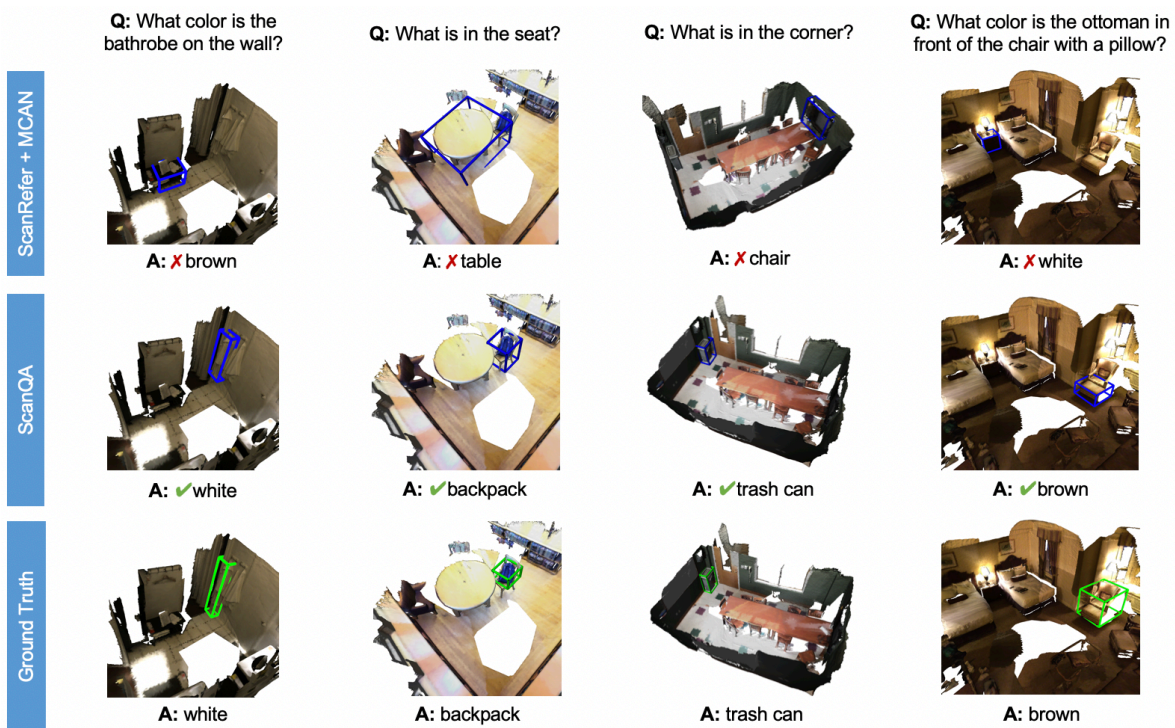 Q: What color is the
bathrobe on the wall?
Q: What is in the seat?
Q: What is in the corner?
Q: What color is the ottoman in
front of the chair with a pillow?
ScanRefer + MCAN
A: ✗ brown
A: ✗ table
A: ✗ chair
A: ✗ white
ScanQA
A: ✔ white
A: ✔ backpack
A: ✔ trash can
A: ✔ brown
Ground Truth
A: white
A: backpack
A: trash can
A: brown